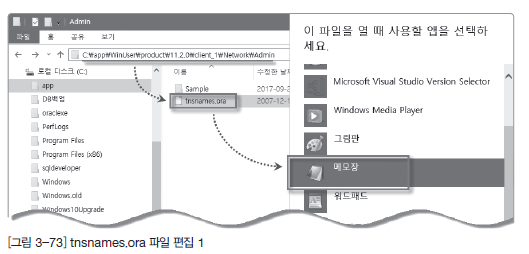 Admin
파일 홈 공유 보기
C:\app\WinUser\product\11.2.0\client_1\Network\Admin
로컬 디스크 (C:)
app
DB백업
oraclexe
PerfLogs
Program Files
Program Files (x86)
sqldeveloper
Windows
Windows.old
Windows10Upgrade
이름 수정한 날짜
Sample 2017-09-2
tnsnames.ora 2007-12-1
이 파일을 열 때 사용할 앱을 선택하
세요.
Microsoft Visual Studio Version Selector
Windows Media Player
그림판
메모장
워드패드
[그림 3-73] tnsnames.ora 파일 편집 1